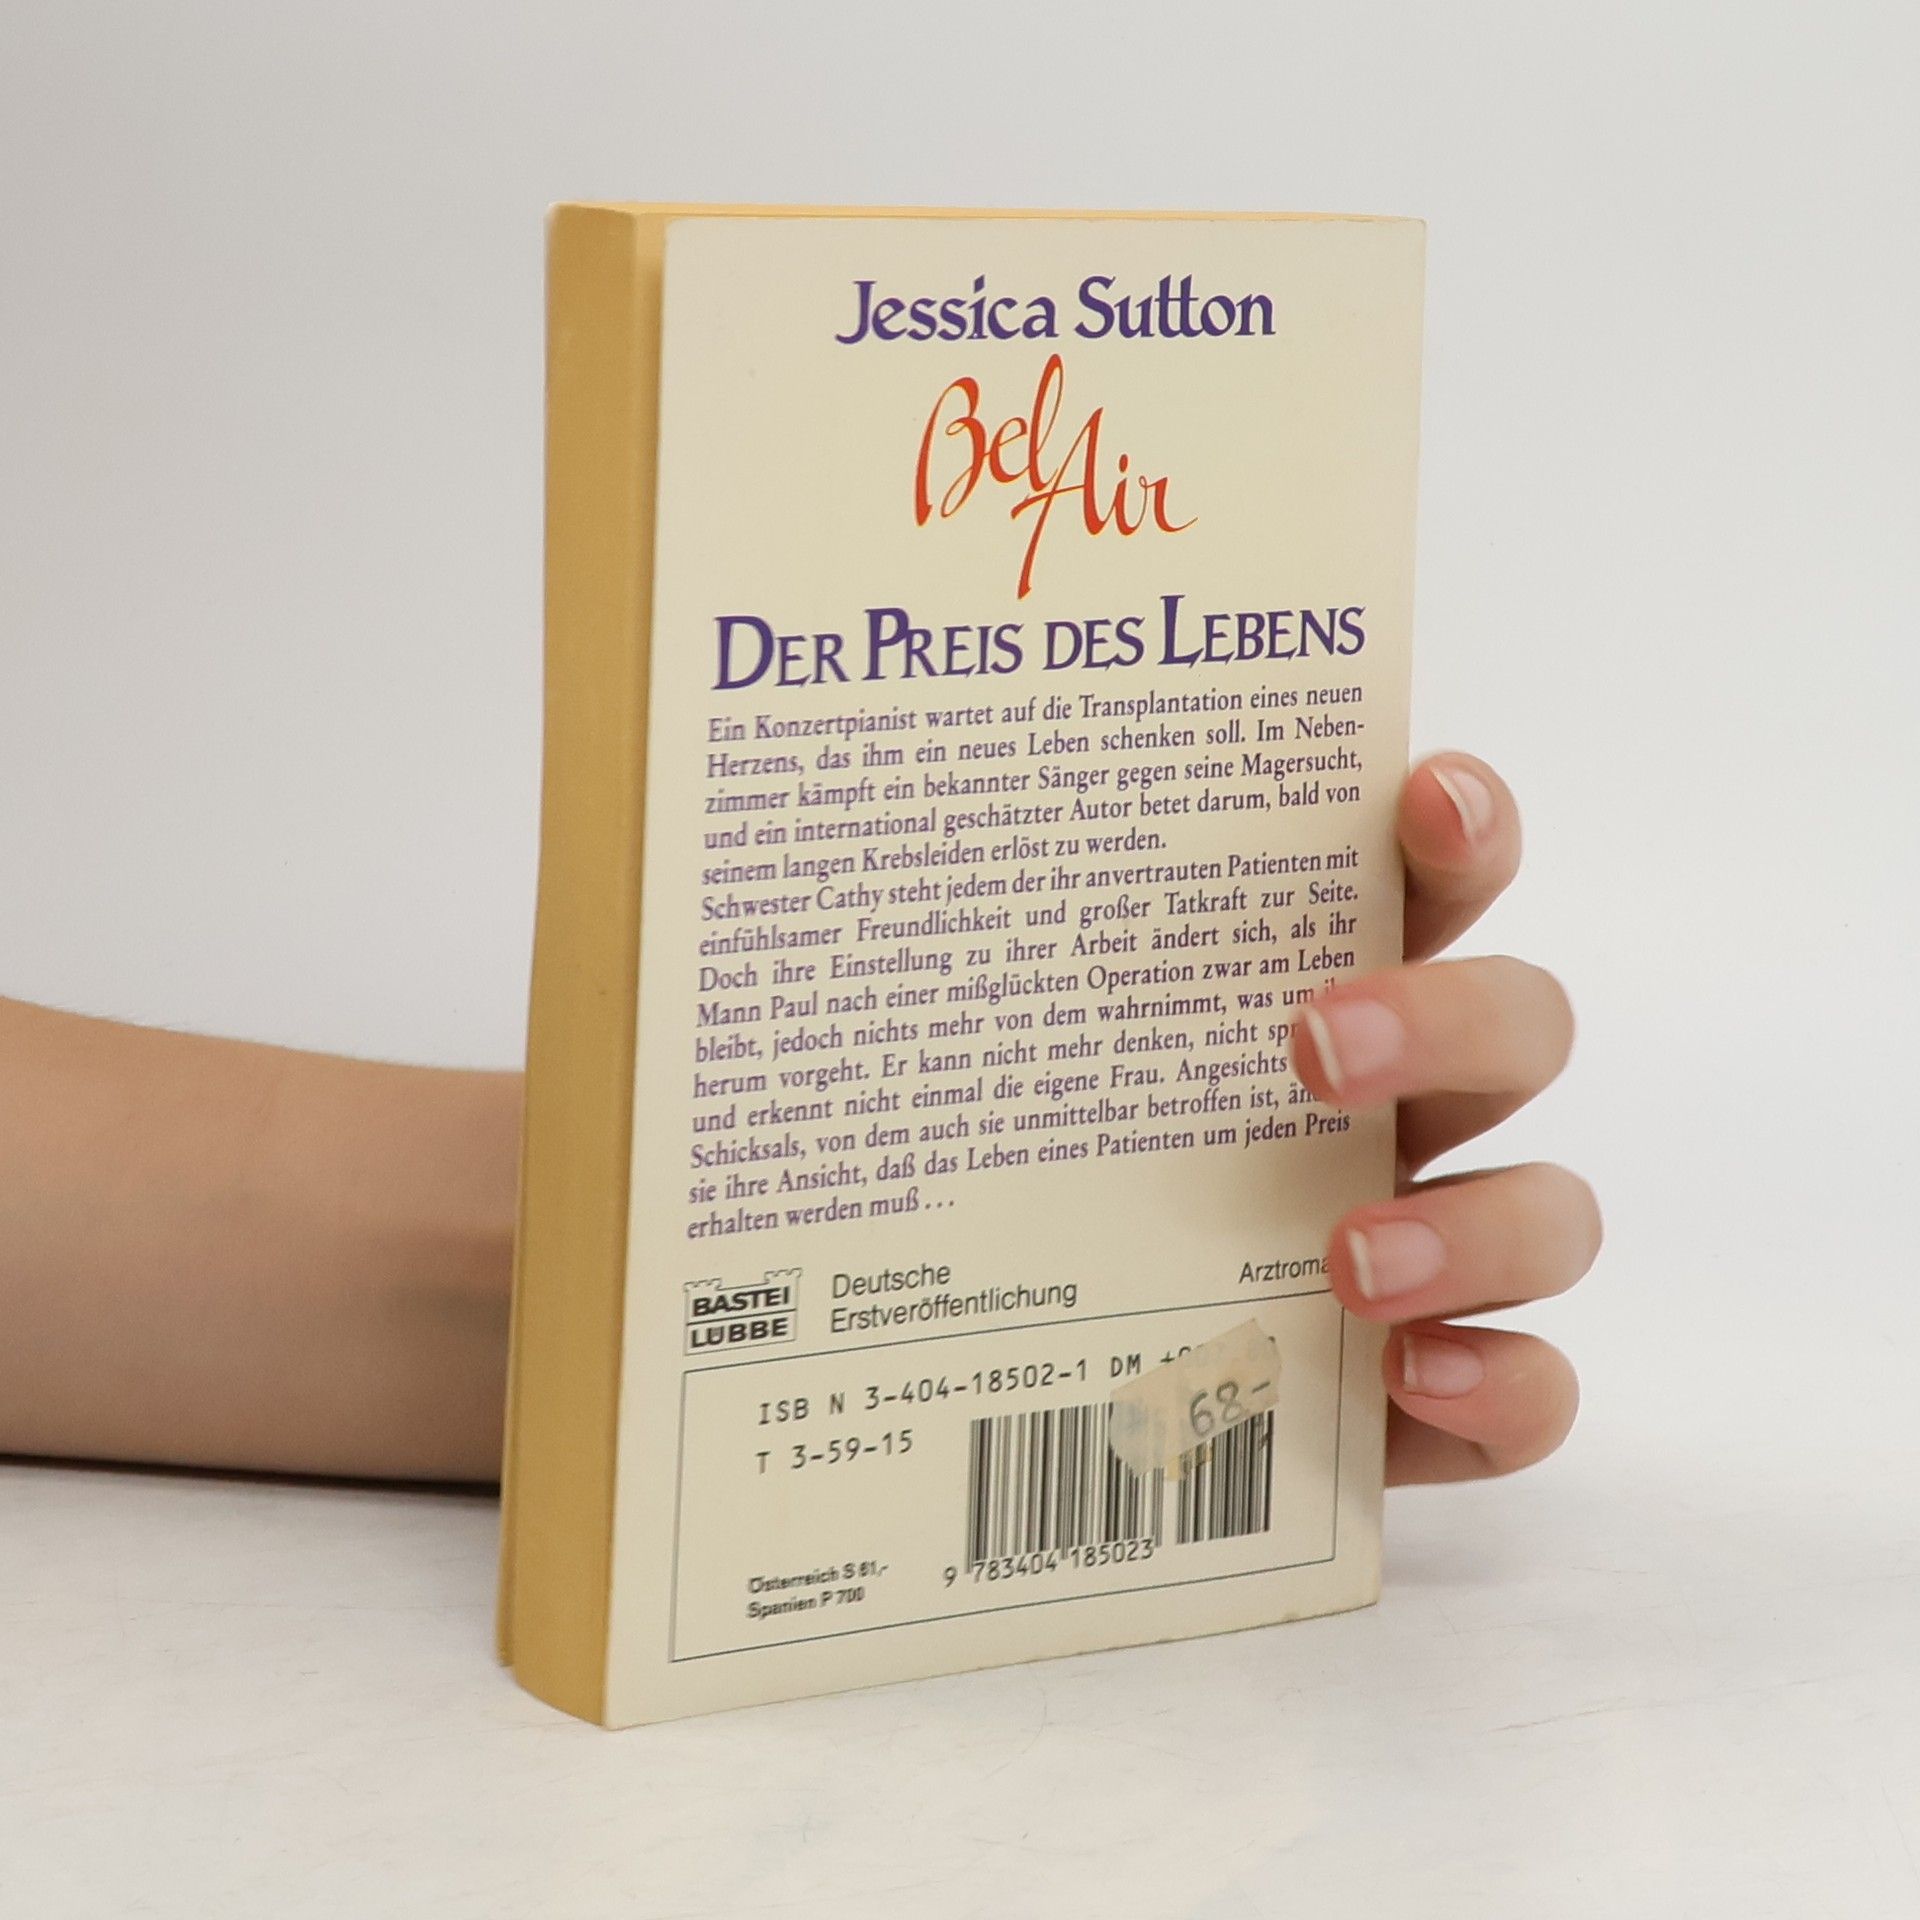 Jessica Sutton
Bel Air
DER PREIS DES LEBENS
Ein Konzertpianist wartet auf die Transplantation eines neuen
Herzens, das ihm ein neues Leben schenken soll. Im Neben-
zimmer kämpft ein bekannter Sänger gegen seine Magersucht,
und ein international geschätzter Autor betet darum, bald von
seinem langen Krebsleiden erlöst zu werden.
Schwester Cathy steht jedem der ihr anvertrauten Patienten mit
einfühlsamer Freundlichkeit und großer Tatkraft zur Seite.
Doch ihre Einstellung zu ihrer Arbeit ändert sich, als ihr
Mann Paul nach einer mißglückten Operation zwar am Leben
bleibt, jedoch nichts mehr von dem wahrnimmt, was um
herum vorgeht. Er kann nicht mehr denken, nicht
und erkennt nicht einmal die eigene Frau. Angesichts
Schicksals, von dem auch sie unmittelbar betroffen ist,
sie ihre Ansicht, daß das Leben eines Patienten um jeden Preis
erhalten werden muß...
BASTEI
LÜBBE
Deutsche
Erstveröffentlichung
ISB N 3-404-18502-1 DM
68-
T 3-59-15
9 783404 185023
Österreich S 61,-
Spanien P 700